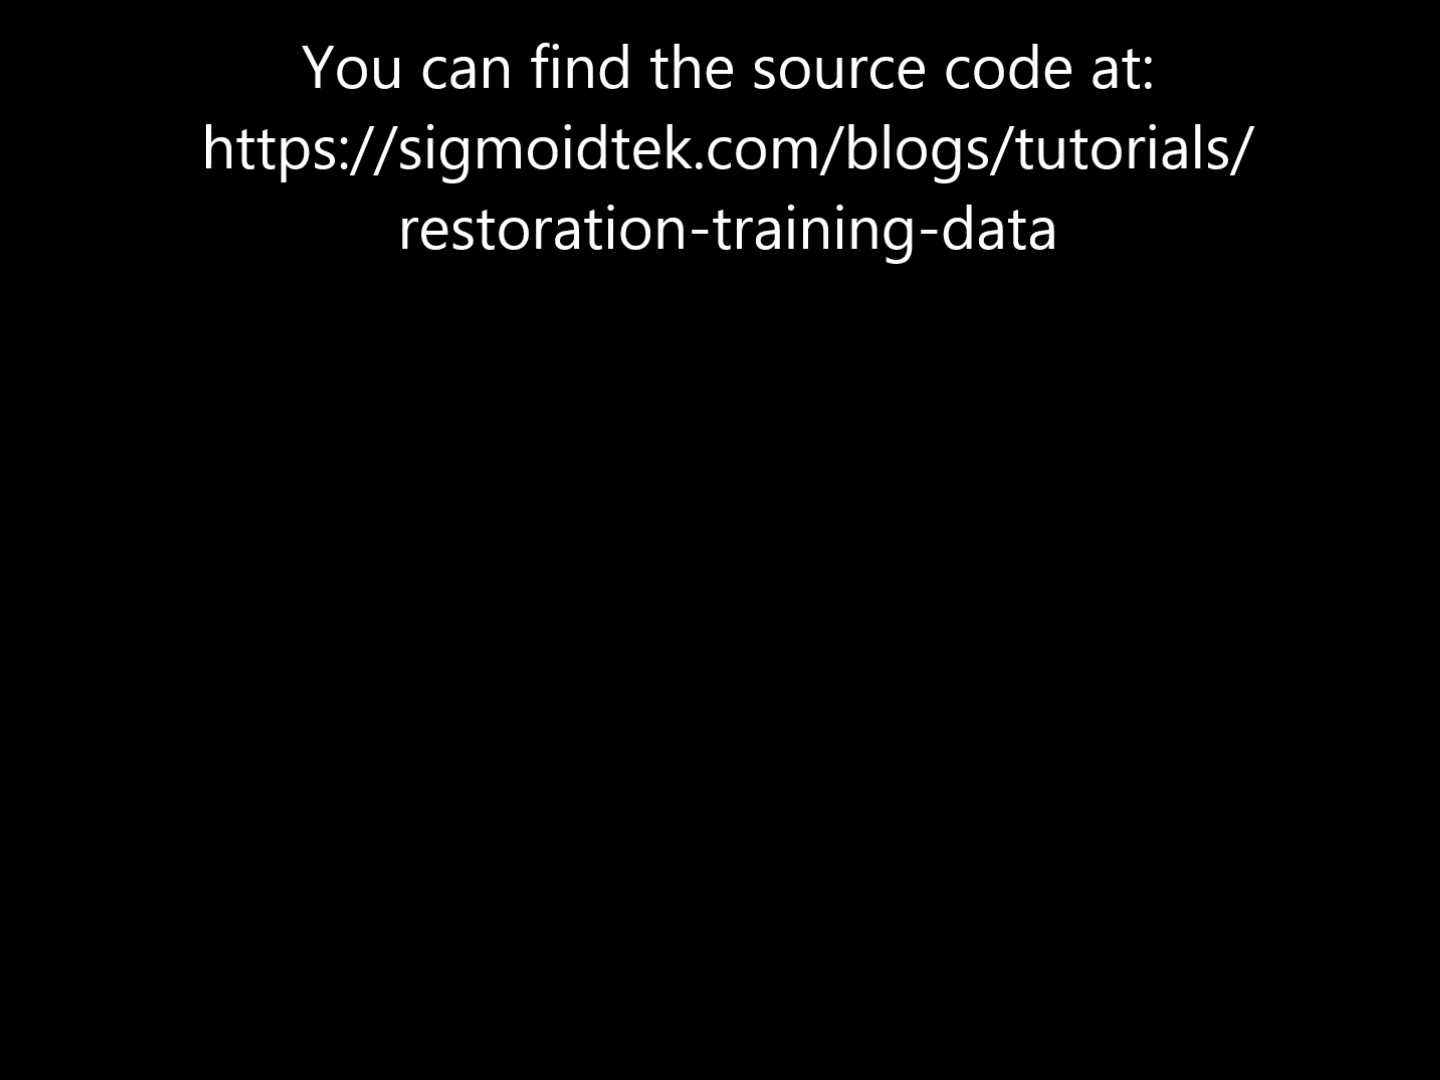 You can find the source code at:
https://sigmoidtek.com/blogs/tutorials/
restoration-training-data